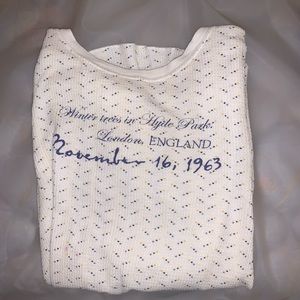 Winter trees in Hyde Park.
London, ENGLAND.
November 16, 1963